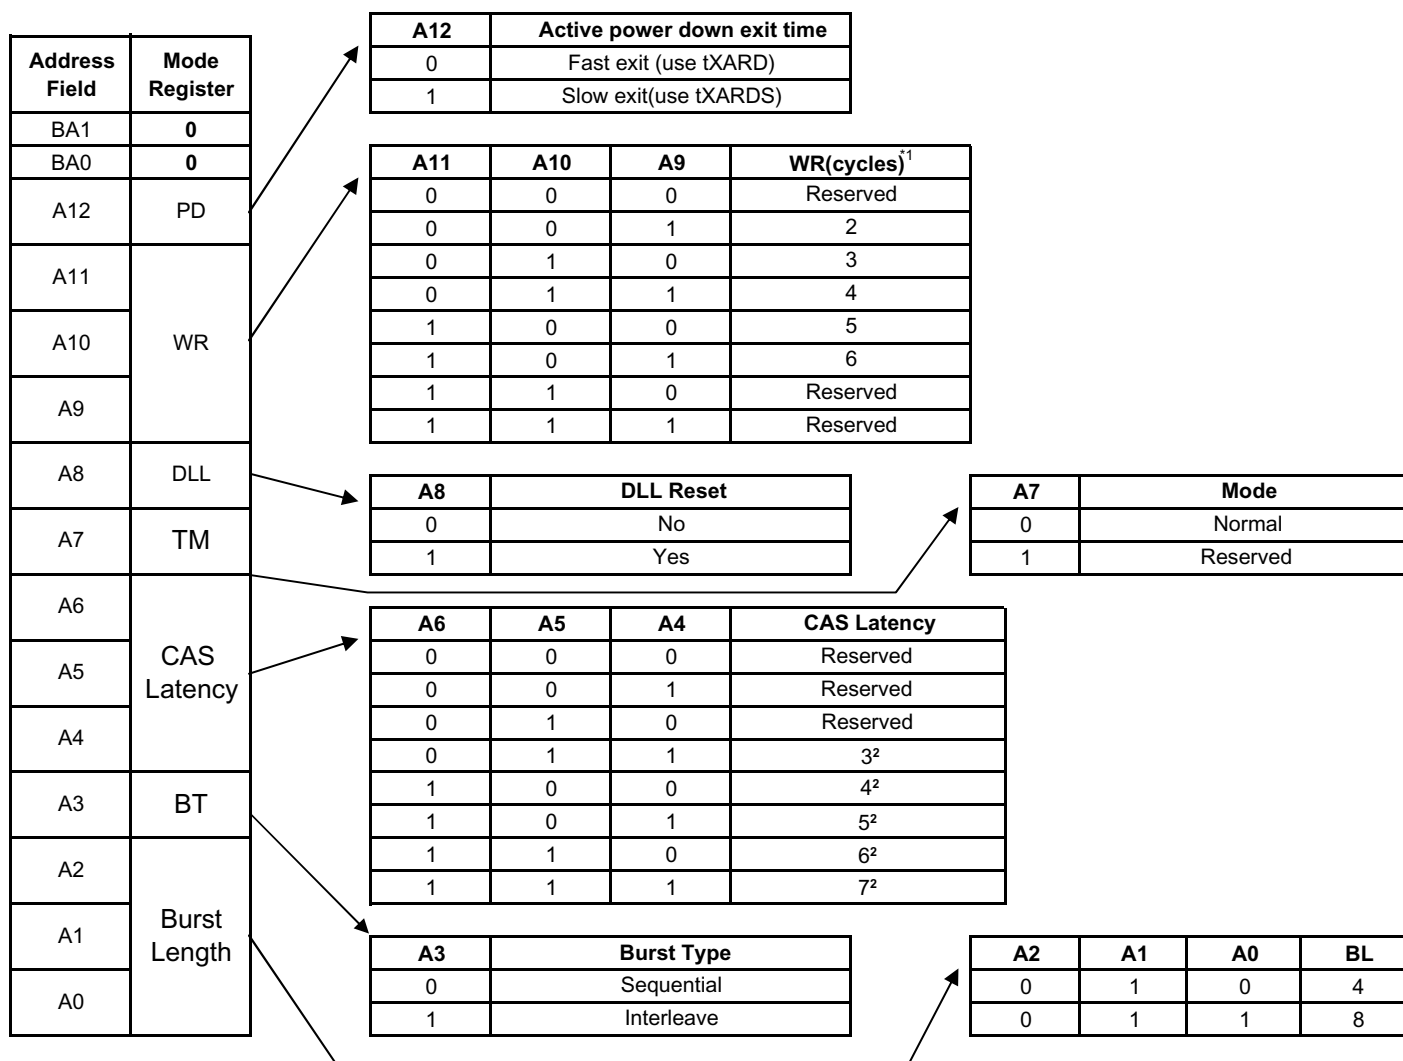 Address Field Mode Register
BA1 0
BA0 0
A12 PD
A11
A10 WR
A9
A8 DLL
A7 TM
A6
A5 CAS Latency
A4
A3 BT
A2
A1 Burst Length
A0
A12 Active power down exit time
0 Fast exit (use tXARD)
1 Slow exit(use tXARDS)
A11 A10 A9 WR(cycles)*1
0 0 0 Reserved
0 0 1 2
0 1 0 3
0 1 1 4
1 0 0 5
1 0 1 6
1 1 0 Reserved
1 1 1 Reserved
A8 DLL Reset
0 No
1 Yes
A7 Mode
0 Normal
1 Reserved
A6 A5 A4 CAS Latency
0 0 0 Reserved
0 0 1 Reserved
0 1 0 Reserved
0 1 1 3²
1 0 0 4²
1 0 1 5²
1 1 0 6²
1 1 1 7²
A3 Burst Type
0 Sequential
1 Interleave
A2 A1 A0 BL
0 1 0 4
0 1 1 8